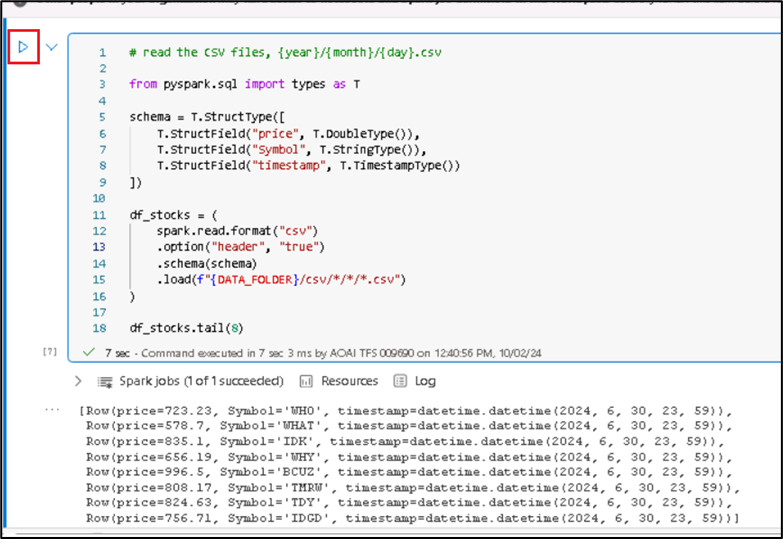 1 # read the CSV files, {year}/{month}/{day}.csv
2
3 from pyspark.sql import types as T
4
5 schema = T.StructType([
6 T.StructField("price", T.DoubleType()),
7 T.StructField("Symbol", T.StringType()),
8 T.StructField("timestamp", T.TimestampType())
9 ])
10
11 df_stocks = (
12 spark.read.format("csv")
13 .option("header", "true")
14 .schema(schema)
15 .load(f"{DATA_FOLDER}/csv/*/*/*.csv")
16 )
17
18 df_stocks.tail(8)
[7] 7 sec - Command executed in 7 sec 3 ms by AOAI TFS 009690 on 12:40:56 PM, 10/02/24
Spark jobs (1 of 1 succeeded) Resources Log
... [Row(price=723.23, Symbol='WHO', timestamp=datetime.datetime(2024, 6, 30, 23, 59)),
Row(price=578.7, Symbol='WHAT', timestamp=datetime.datetime(2024, 6, 30, 23, 59)),
Row(price=835.1, Symbol='IDK', timestamp=datetime.datetime(2024, 6, 30, 23, 59)),
Row(price=656.19, Symbol='WHY', timestamp=datetime.datetime(2024, 6, 30, 23, 59)),
Row(price=996.5, Symbol='BCUZ', timestamp=datetime.datetime(2024, 6, 30, 23, 59)),
Row(price=808.17, Symbol='TMRW', timestamp=datetime.datetime(2024, 6, 30, 23, 59)),
Row(price=824.63, Symbol='TDY', timestamp=datetime.datetime(2024, 6, 30, 23, 59)),
Row(price=756.71, Symbol='IDGD', timestamp=datetime.datetime(2024, 6, 30, 23, 59))]